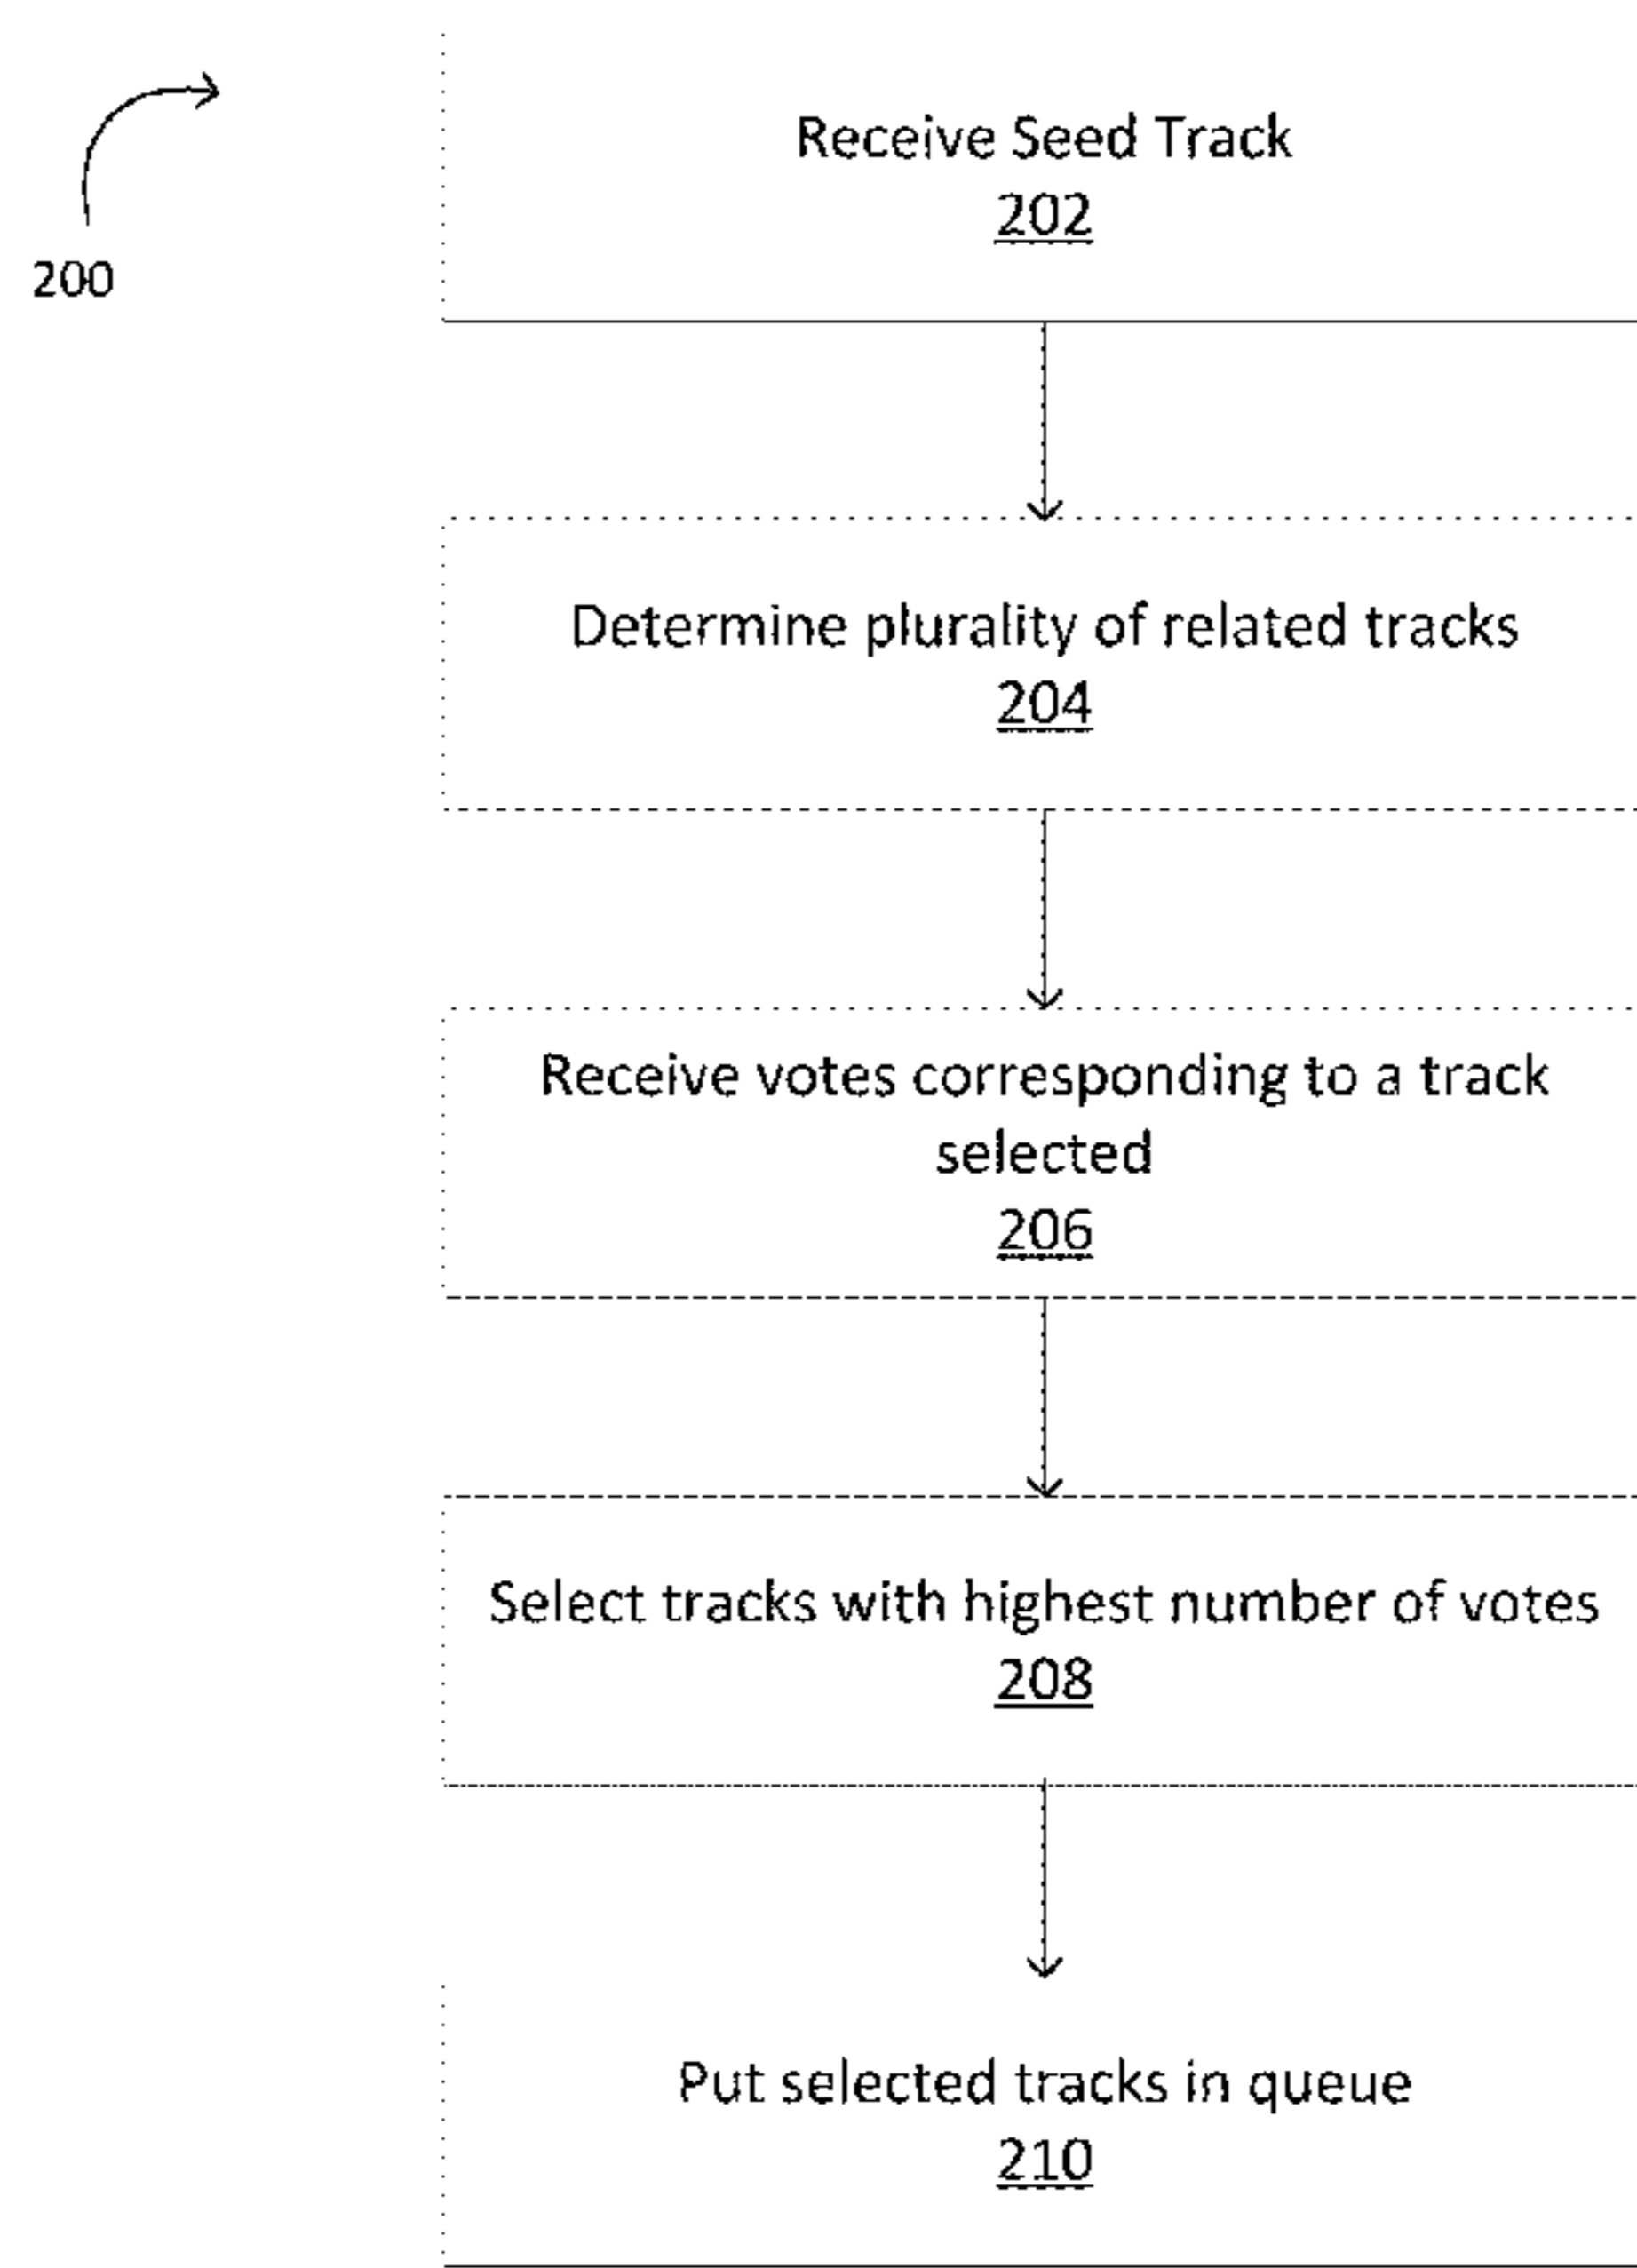 200
Receive Seed Track
202
Determine plurality of related tracks
204
Receive votes corresponding to a track
selected
206
Select tracks with highest number of votes
208
Put selected tracks in queue
210